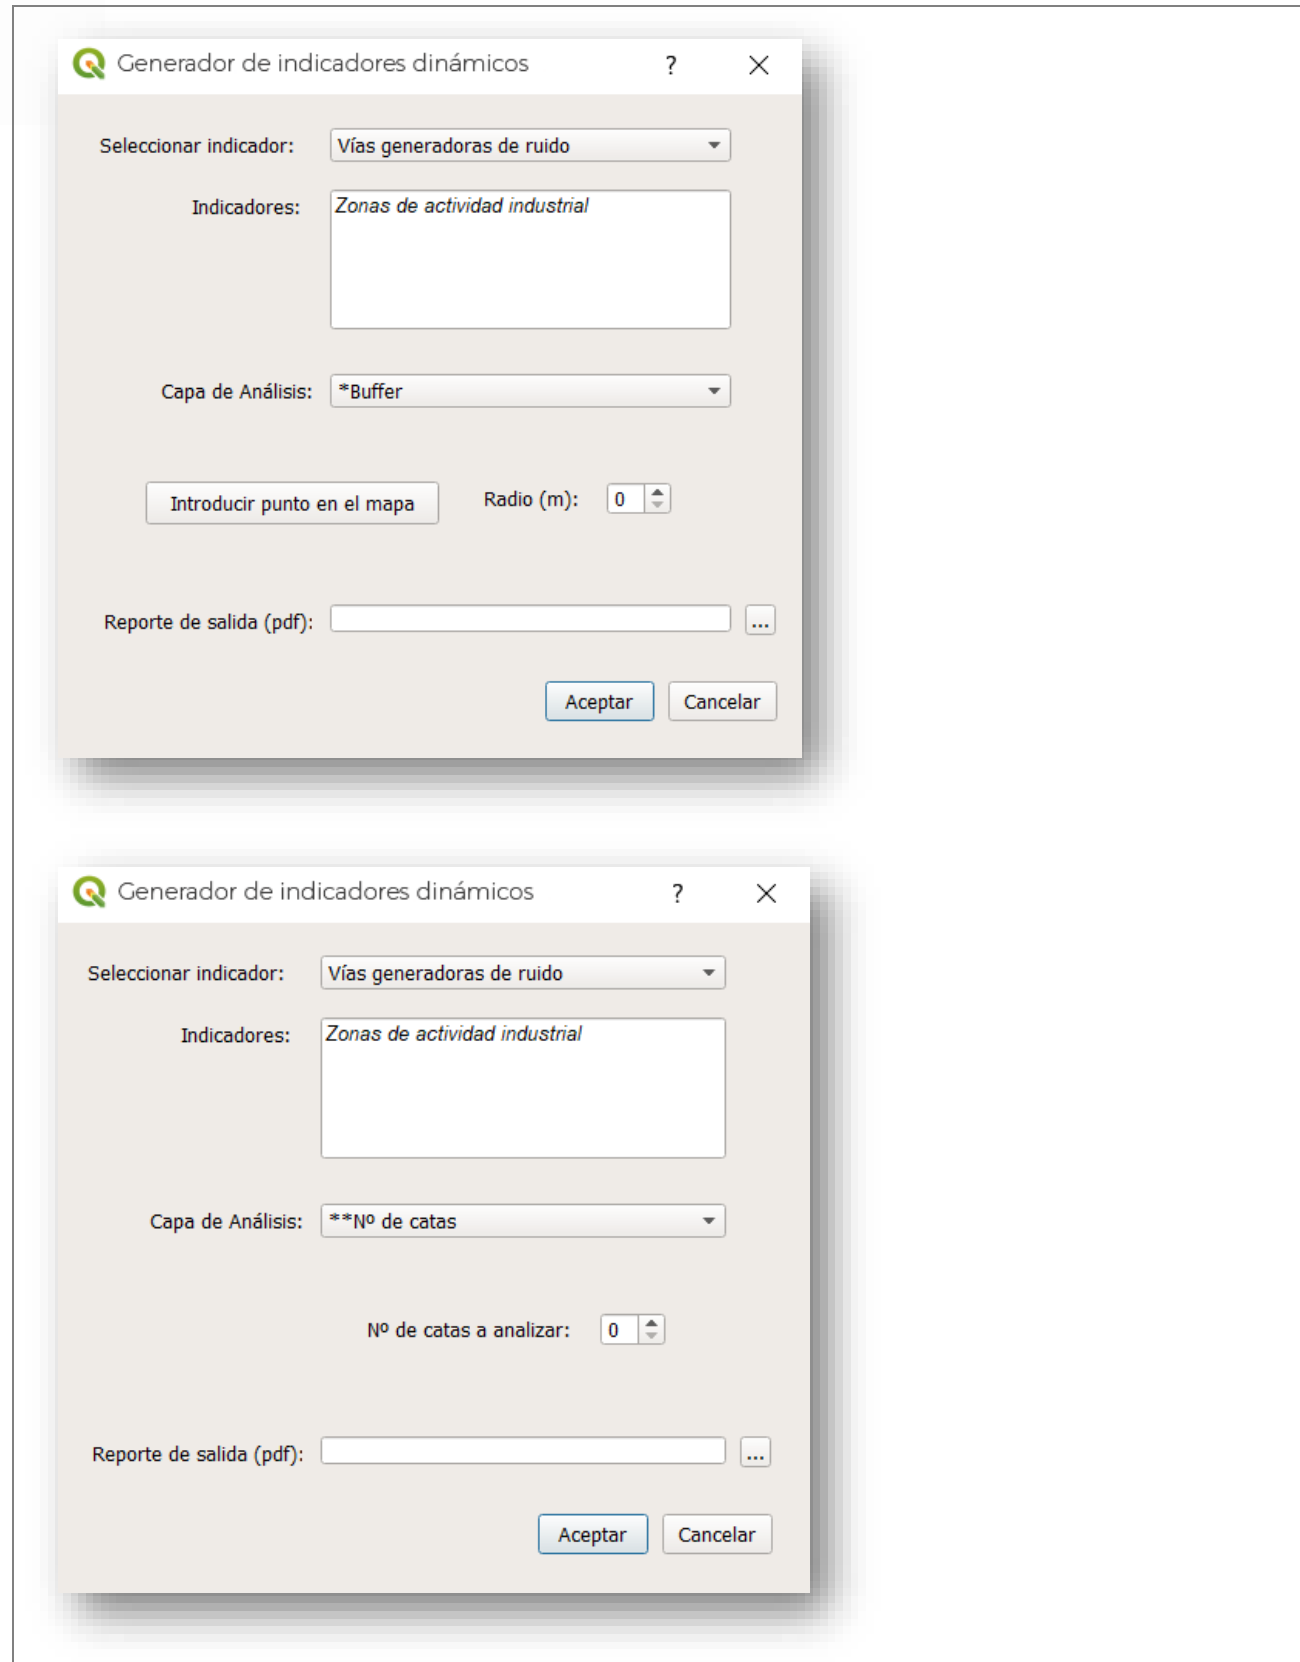 Generador de indicadores dinámicos ?
Seleccionar indicador: Vías generadoras de ruido
Indicadores: Zonas de actividad industrial
Capa de Análisis: *Buffer
Introducir punto en el mapa Radio (m): 0
Reporte de salida (pdf): ...
Aceptar Cancelar
Generador de indicadores dinámicos ?
Seleccionar indicador: Vías generadoras de ruido
Indicadores: Zonas de actividad industrial
Capa de Análisis: **Nº de catas
Nº de catas a analizar: 0
Reporte de salida (pdf): ...
Aceptar Cancelar